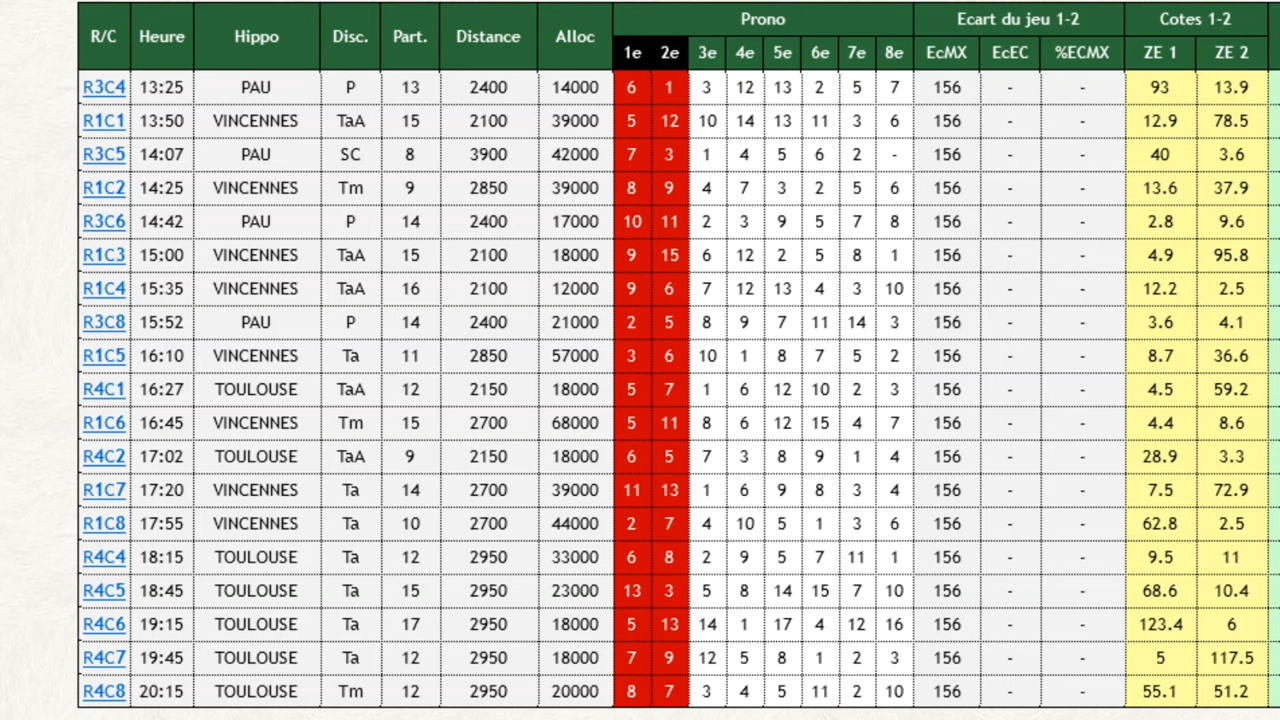 Prono Ecart du jeu 1-2 Cotes 1-2
R/C Heure Hippo Disc. Part. Distance Alloc
1e 2e 3e 4e 5e 6e 7e 8e EcMX EcEC %ECMX ZE 1 ZE 2
R3C4 13:25 PAU P 13 2400 14000 6 1 3 12 13 2 5 7 156 - - 93 13.9
R1C1 13:50 VINCENNES TaA 15 2100 39000 5 12 10 14 13 11 3 6 156 - - 12.9 78.5
R3C5 14:07 PAU SC 8 3900 42000 7 3 1 4 5 6 2 - 156 - - 40 3.6
R1C2 14:25 VINCENNES Tm 9 2850 39000 8 9 4 7 3 2 5 6 156 - - 13.6 37.9
R3C6 14:42 PAU P 14 2400 17000 10 11 2 3 9 5 7 8 156 - - 2.8 9.6
R1C3 15:00 VINCENNES TaA 15 2100 18000 9 15 6 12 2 5 8 1 156 - - 4.9 95.8
R1C4 15:35 VINCENNES TaA 16 2100 12000 9 6 7 12 13 4 3 10 156 - - 12.2 2.5
R3C8 15:52 PAU P 14 2400 21000 2 5 8 9 7 11 14 3 156 - - 3.6 4.1
R1C5 16:10 VINCENNES Ta 11 2850 57000 3 6 10 1 8 7 5 2 156 - - 8.7 36.6
R4C1 16:27 TOULOUSE TaA 12 2150 18000 5 7 1 6 12 10 2 3 156 - - 4.5 59.2
R1C6 16:45 VINCENNES Tm 15 2700 68000 5 11 8 6 12 15 4 7 156 - - 4.4 8.6
R4C2 17:02 TOULOUSE TaA 9 2150 18000 6 5 7 3 8 9 1 4 156 - - 28.9 3.3
R1C7 17:20 VINCENNES Ta 14 2700 39000 11 13 1 6 9 8 3 4 156 - - 7.5 72.9
R1C8 17:55 VINCENNES Ta 10 2700 44000 2 7 4 10 5 1 3 6 156 - - 62.8 2.5
R4C4 18:15 TOULOUSE Ta 12 2950 33000 6 8 2 9 5 7 11 1 156 - - 9.5 11
R4C5 18:45 TOULOUSE Ta 15 2950 23000 13 3 5 8 14 15 7 10 156 - - 68.6 10.4
R4C6 19:15 TOULOUSE Ta 17 2950 18000 5 13 14 1 17 4 12 16 156 - - 123.4 6
R4C7 19:45 TOULOUSE Ta 12 2950 18000 7 9 12 5 8 1 2 3 156 - - 5 117.5
R4C8 20:15 TOULOUSE Tm 12 2950 20000 8 7 3 4 5 11 2 10 156 - - 55.1 51.2